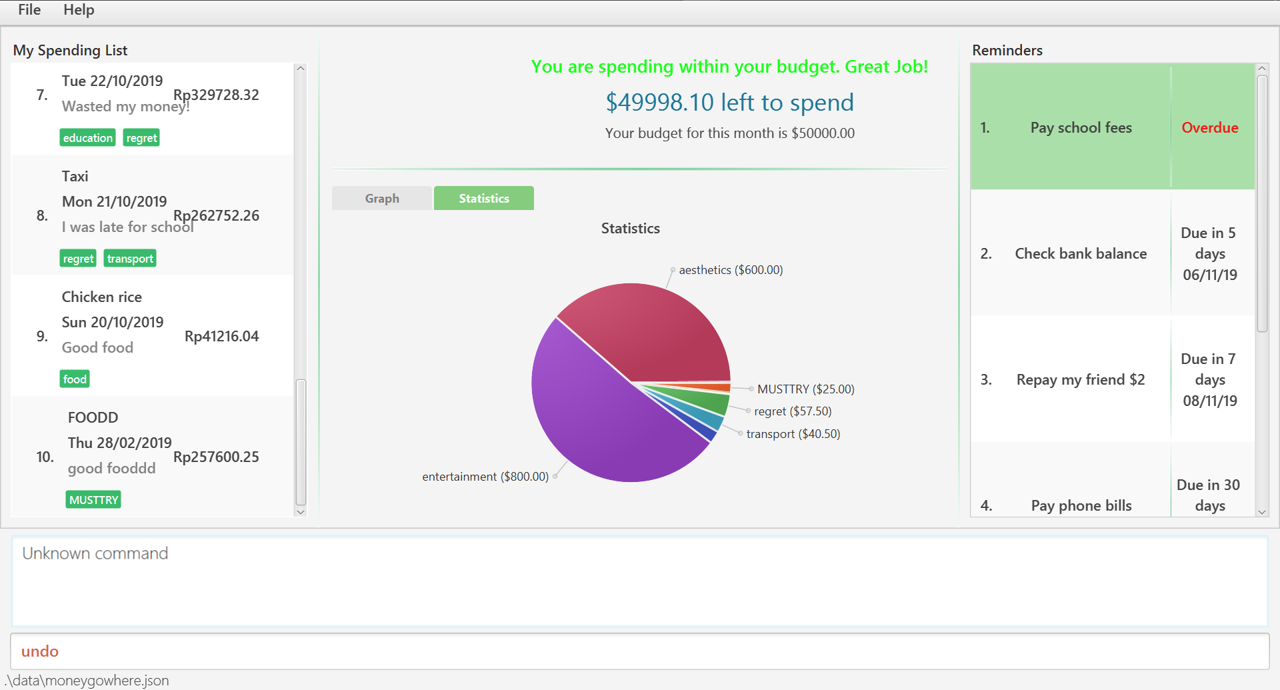 File Help
My Spending List
Tue 22/10/2019
7. Rp329728.32
Wasted my money!
education regret
Taxi
Mon 21/10/2019
8. Rp262752.26
I was late for school
regret transport
Chicken rice
Sun 20/10/2019
9. Rp41216.04
Good food
food
FOODD
Thu 28/02/2019
10. Rp257600.25
good fooddd
MUSTTRY
You are spending within your budget. Great Job!
$49998.10 left to spend
Your budget for this month is $50000.00
Graph Statistics
Statistics
aesthetics ($600.00)
MUSTTRY ($25.00)
regret ($57.50)
transport ($40.50)
entertainment ($800.00)
Reminders
1. Pay school fees Overdue
Due in 5
2. Check bank balance days
06/11/19
Due in 7
3. Repay my friend $2 days
08/11/19
Due in 30
4. Pay phone bills days
Unknown command
undo
.\data\moneygowhere.json